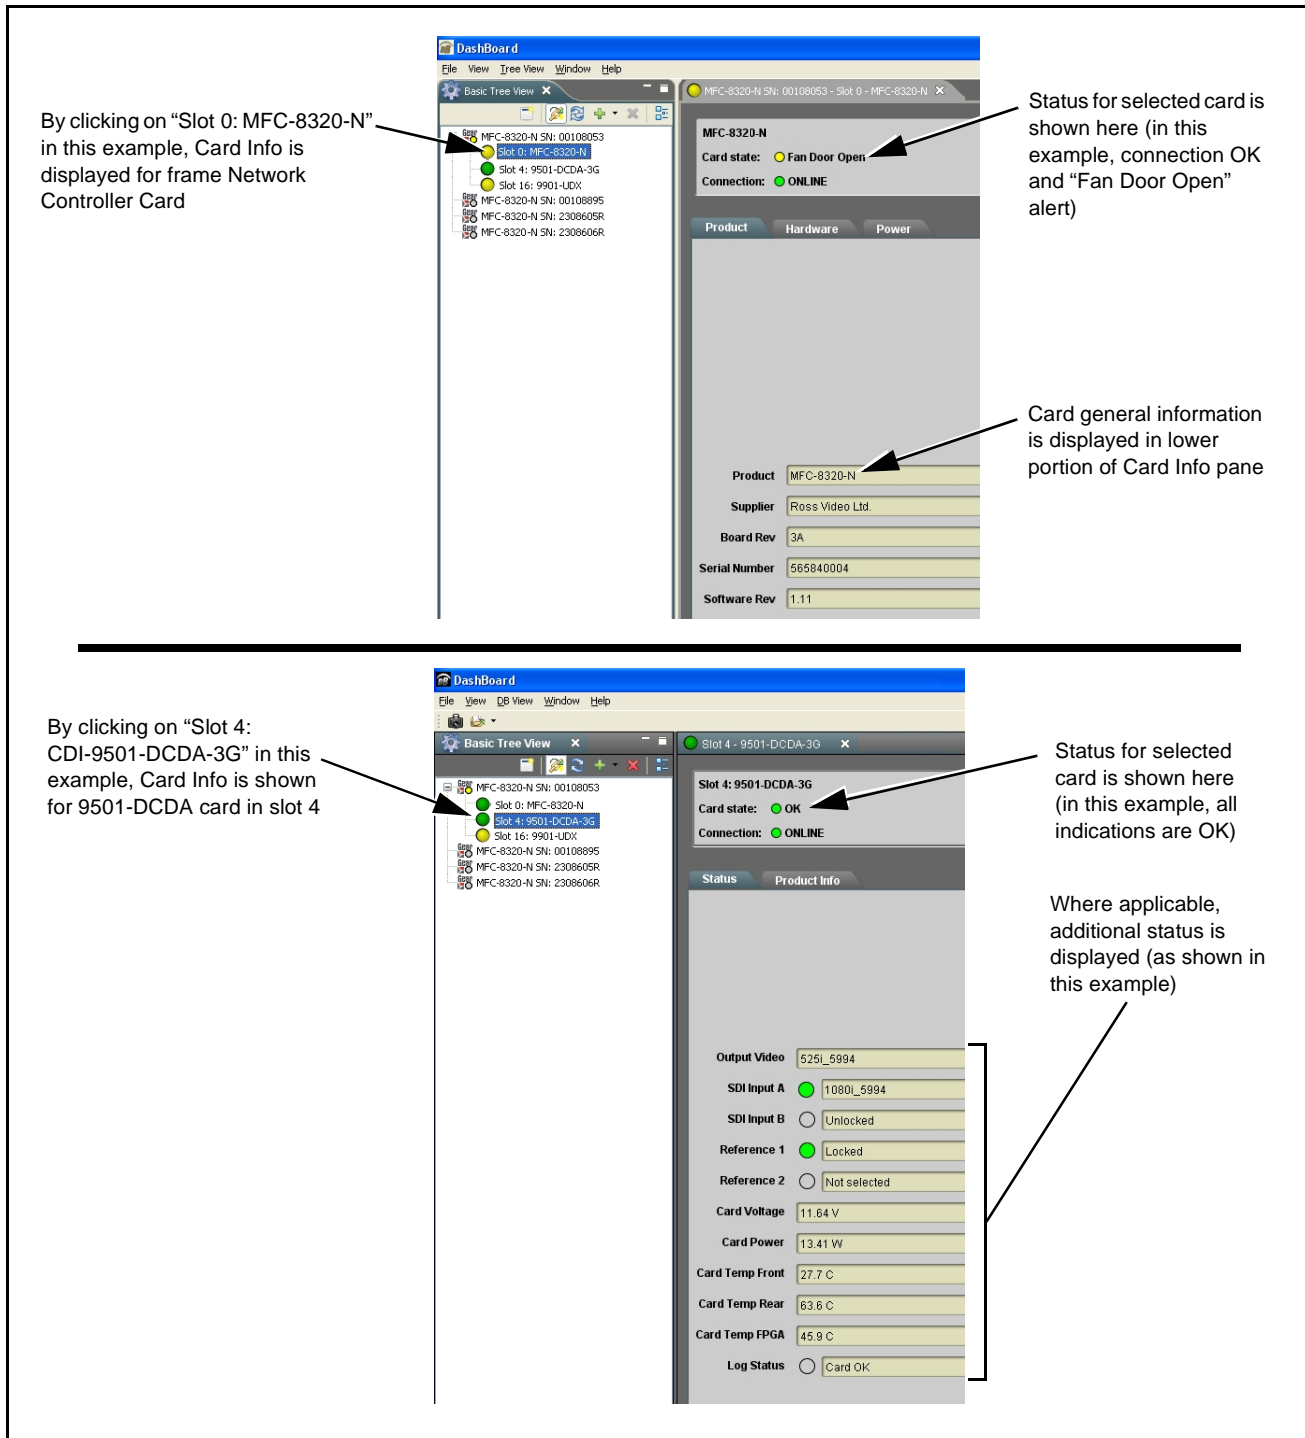 DashBoard
File View Tree View Window Help
Basic Tree View
MFC-8320-N SN: 00108053 - Slot 0 - MFC-8320-N
By clicking on “Slot 0: MFC-8320-N”
in this example, Card Info is
displayed for frame Network
Controller Card
MFC-8320-N SN: 00108053
Slot 0: MFC-8320-N
Slot 4: 9501-DCDA-3G
Slot 16: 9901-UDX
MFC-8320-N SN: 00108895
MFC-8320-N SN: 2308605R
MFC-8320-N SN: 2308606R
MFC-8320-N
Card state: Fan Door Open
Connection: ONLINE
Status for selected card is
shown here (in this
example, connection OK
and “Fan Door Open”
alert)
Product Hardware Power
Card general information
is displayed in lower
portion of Card Info pane
Product MFC-8320-N
Supplier Ross Video Ltd.
Board Rev 3A
Serial Number 565840004
Software Rev 1.11
DashBoard
File View DB View Window Help
Basic Tree View
Slot 4 - 9501-DCDA-3G
By clicking on “Slot 4:
CDI-9501-DCDA-3G” in this
example, Card Info is shown
for 9501-DCDA card in slot 4
Gear MFC-8320-N SN: 00108053
Slot 0: MFC-8320-N
Slot 4: 9501-DCDA-3G
Slot 16: 9901-UDX
Gear MFC-8320-N SN: 00108895
Gear MFC-8320-N SN: 2308605R
Gear MFC-8320-N SN: 2308606R
Slot 4: 9501-DCDA-3G
Card state: OK
Connection: ONLINE
Status for selected
card is shown here
(in this example, all
indications are OK)
Status Product Info
Where applicable,
additional status is
displayed (as shown in
this example)
Output Video 525i_5994
SDI Input A 1080i_5994
SDI Input B Unlocked
Reference 1 Locked
Reference 2 Not selected
Card Voltage 11.64 V
Card Power 13.41 W
Card Temp Front 27.7 C
Card Temp Rear 63.6 C
Card Temp FPGA 45.9 C
Log Status Card OK